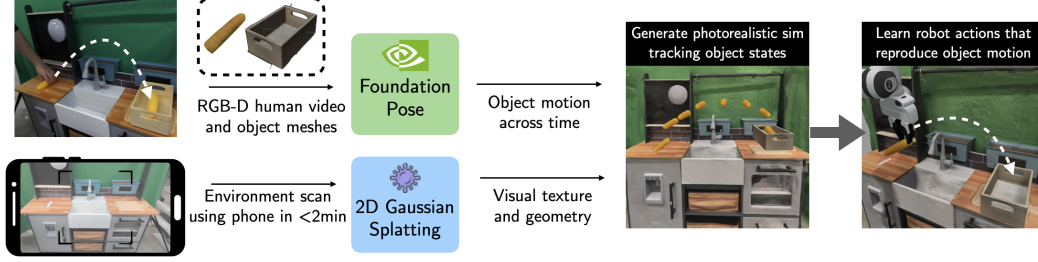 RGB-D human video
and object meshes
Foundation
Pose
Object motion
across time
Environment scan
using phone in <2min
2D Gaussian
Splatting
Visual texture
and geometry
Generate photorealistic sim
tracking object states
Learn robot actions that
reproduce object motion